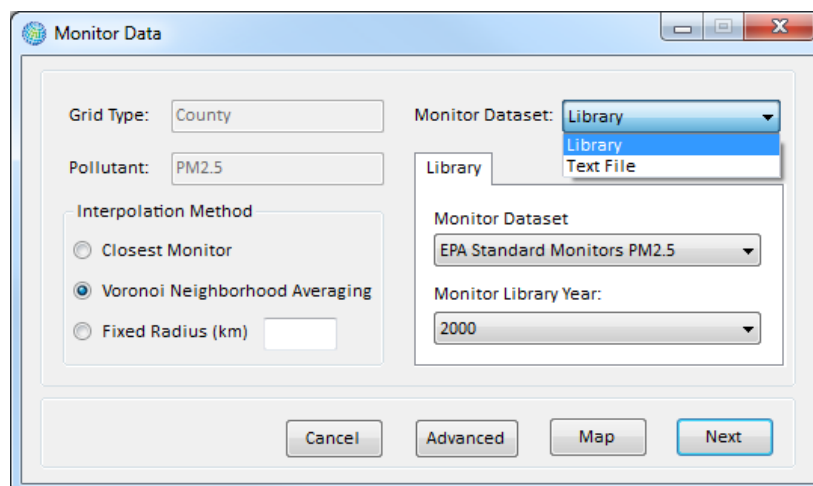 Monitor Data
Grid Type: County
Pollutant: PM2.5
Interpolation Method
Closest Monitor
Voronoi Neighborhood Averaging
Fixed Radius (km)
Monitor Dataset: Library
Library
Text File
Library
Monitor Dataset
EPA Standard Monitors PM2.5
Monitor Library Year:
2000
Cancel Advanced Map Next